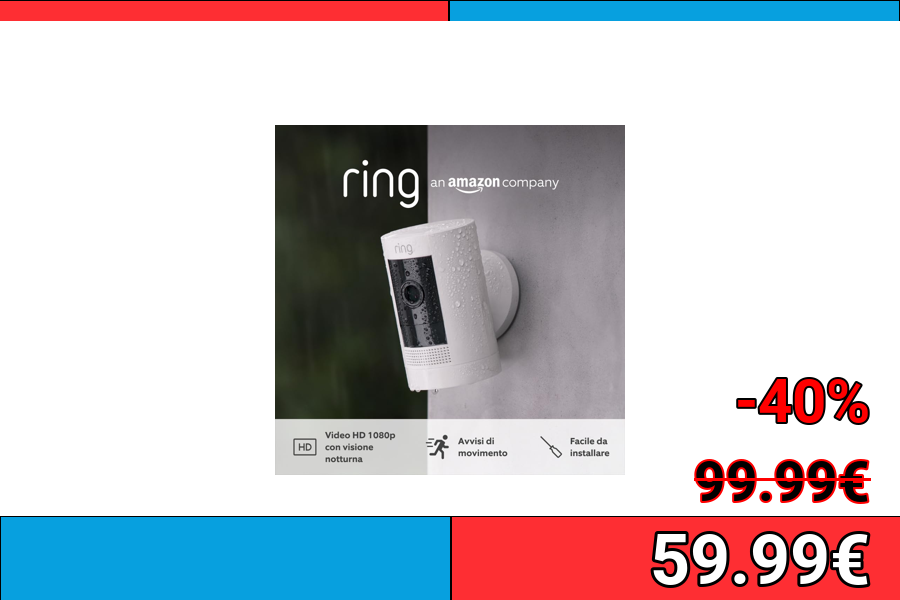 ring an amazon company
ring
HD
Video HD 1080p
con visione
notturna
Avvisi di
movimento
Facile da
installare
-40%
99.99€
59.99€